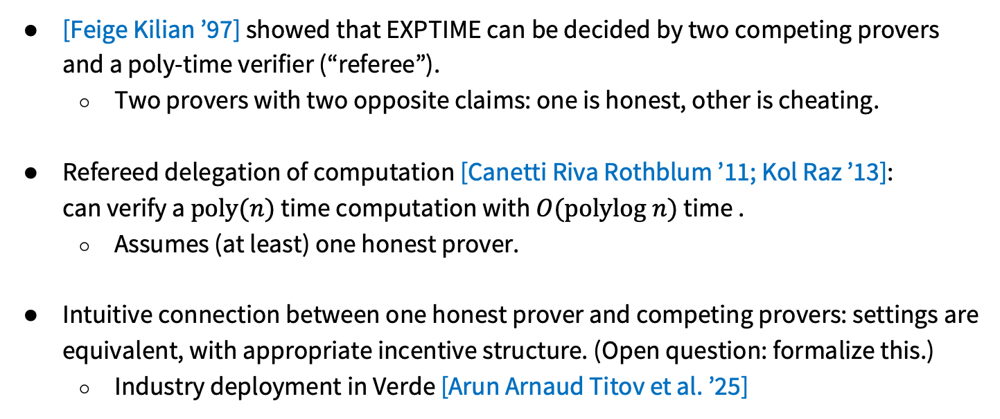 ● [Feige Kilian ’97] showed that EXPTIME can be decided by two competing provers
and a poly-time verifier (“referee”).
○ Two provers with two opposite claims: one is honest, other is cheating.
● Refereed delegation of computation [Canetti Riva Rothblum ’11; Kol Raz ’13]:
can verify a poly(𝑛) time computation with 𝑂(polylog 𝑛) time .
○ Assumes (at least) one honest prover.
● Intuitive connection between one honest prover and competing provers: settings are
equivalent, with appropriate incentive structure. (Open question: formalize this.)
○ Industry deployment in Verde [Arun Arnaud Titov et al. ’25]